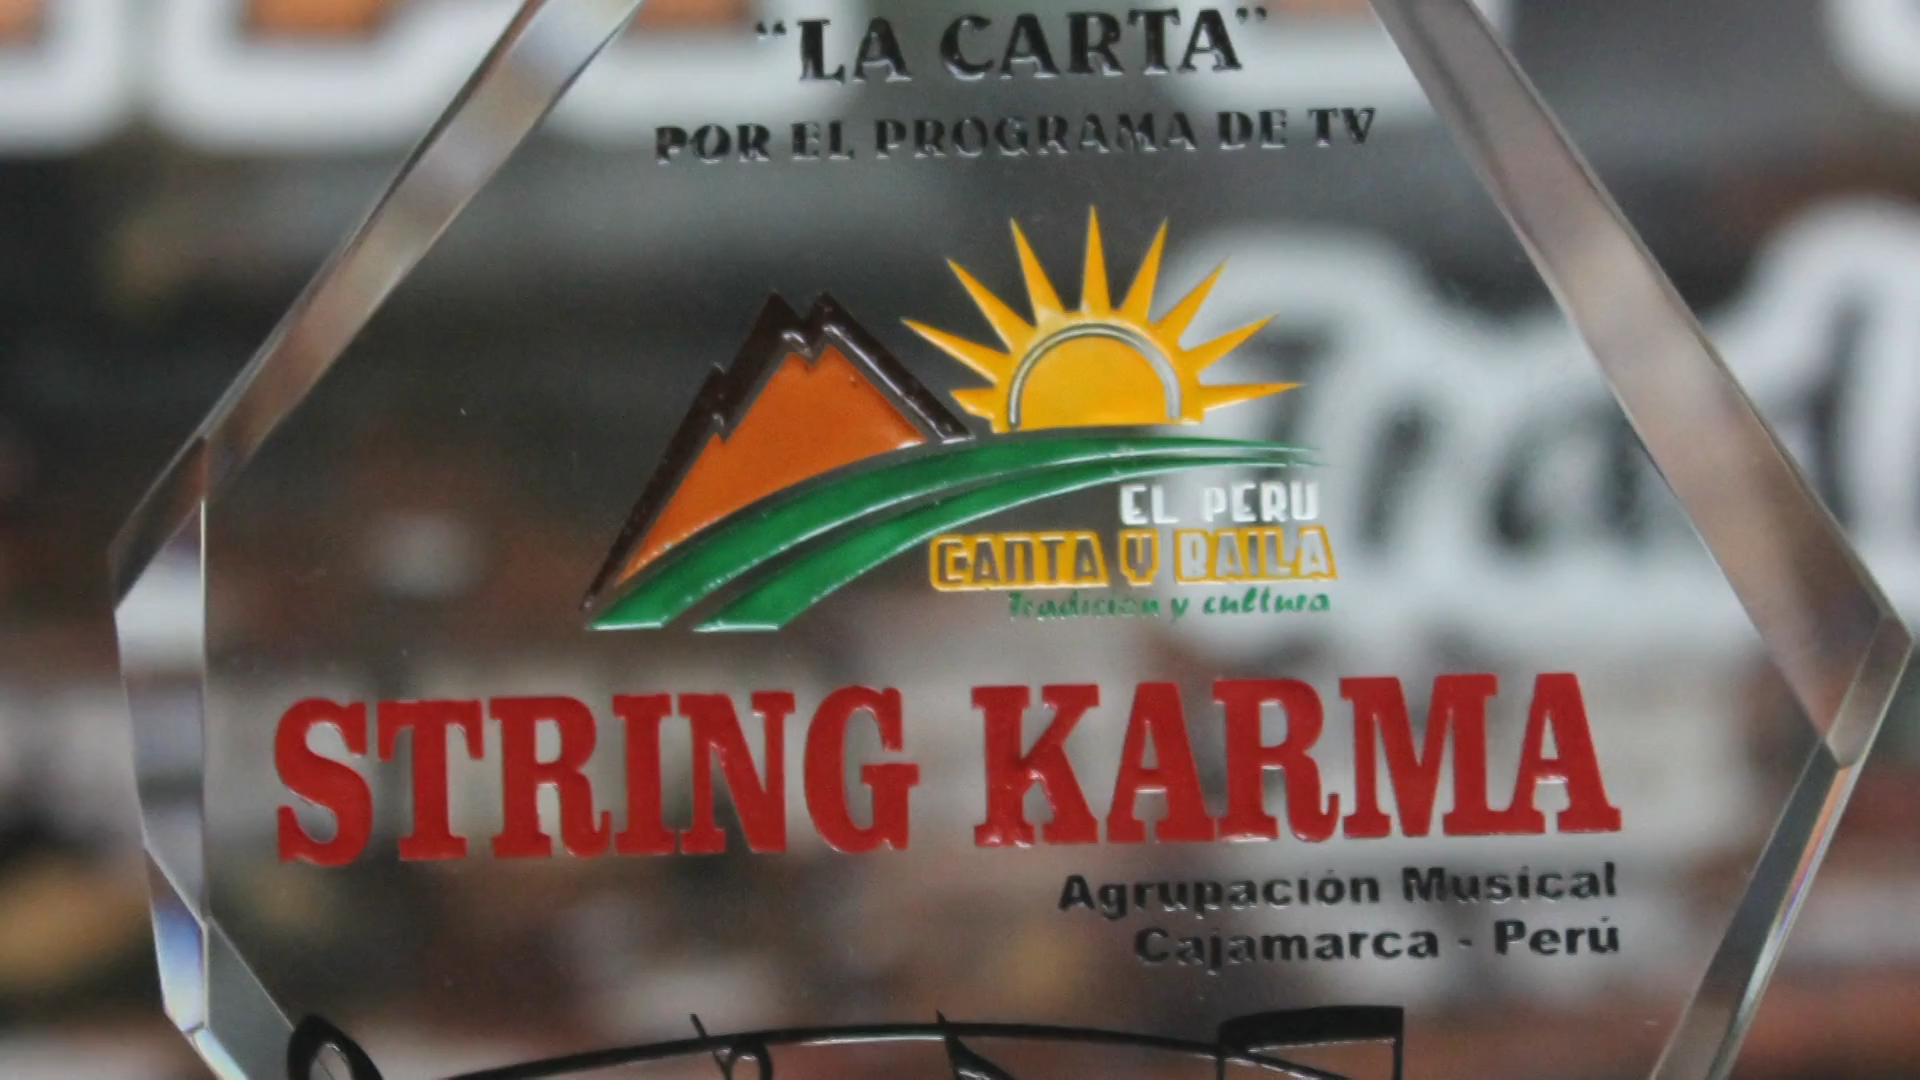 "LA CARTA"
POR EL PROGRAMA DE TV
EL PERU
CANTA Y BAILA
Tradición y cultura
STRING KARMA
Agrupación Musical
Cajamarca - Perú